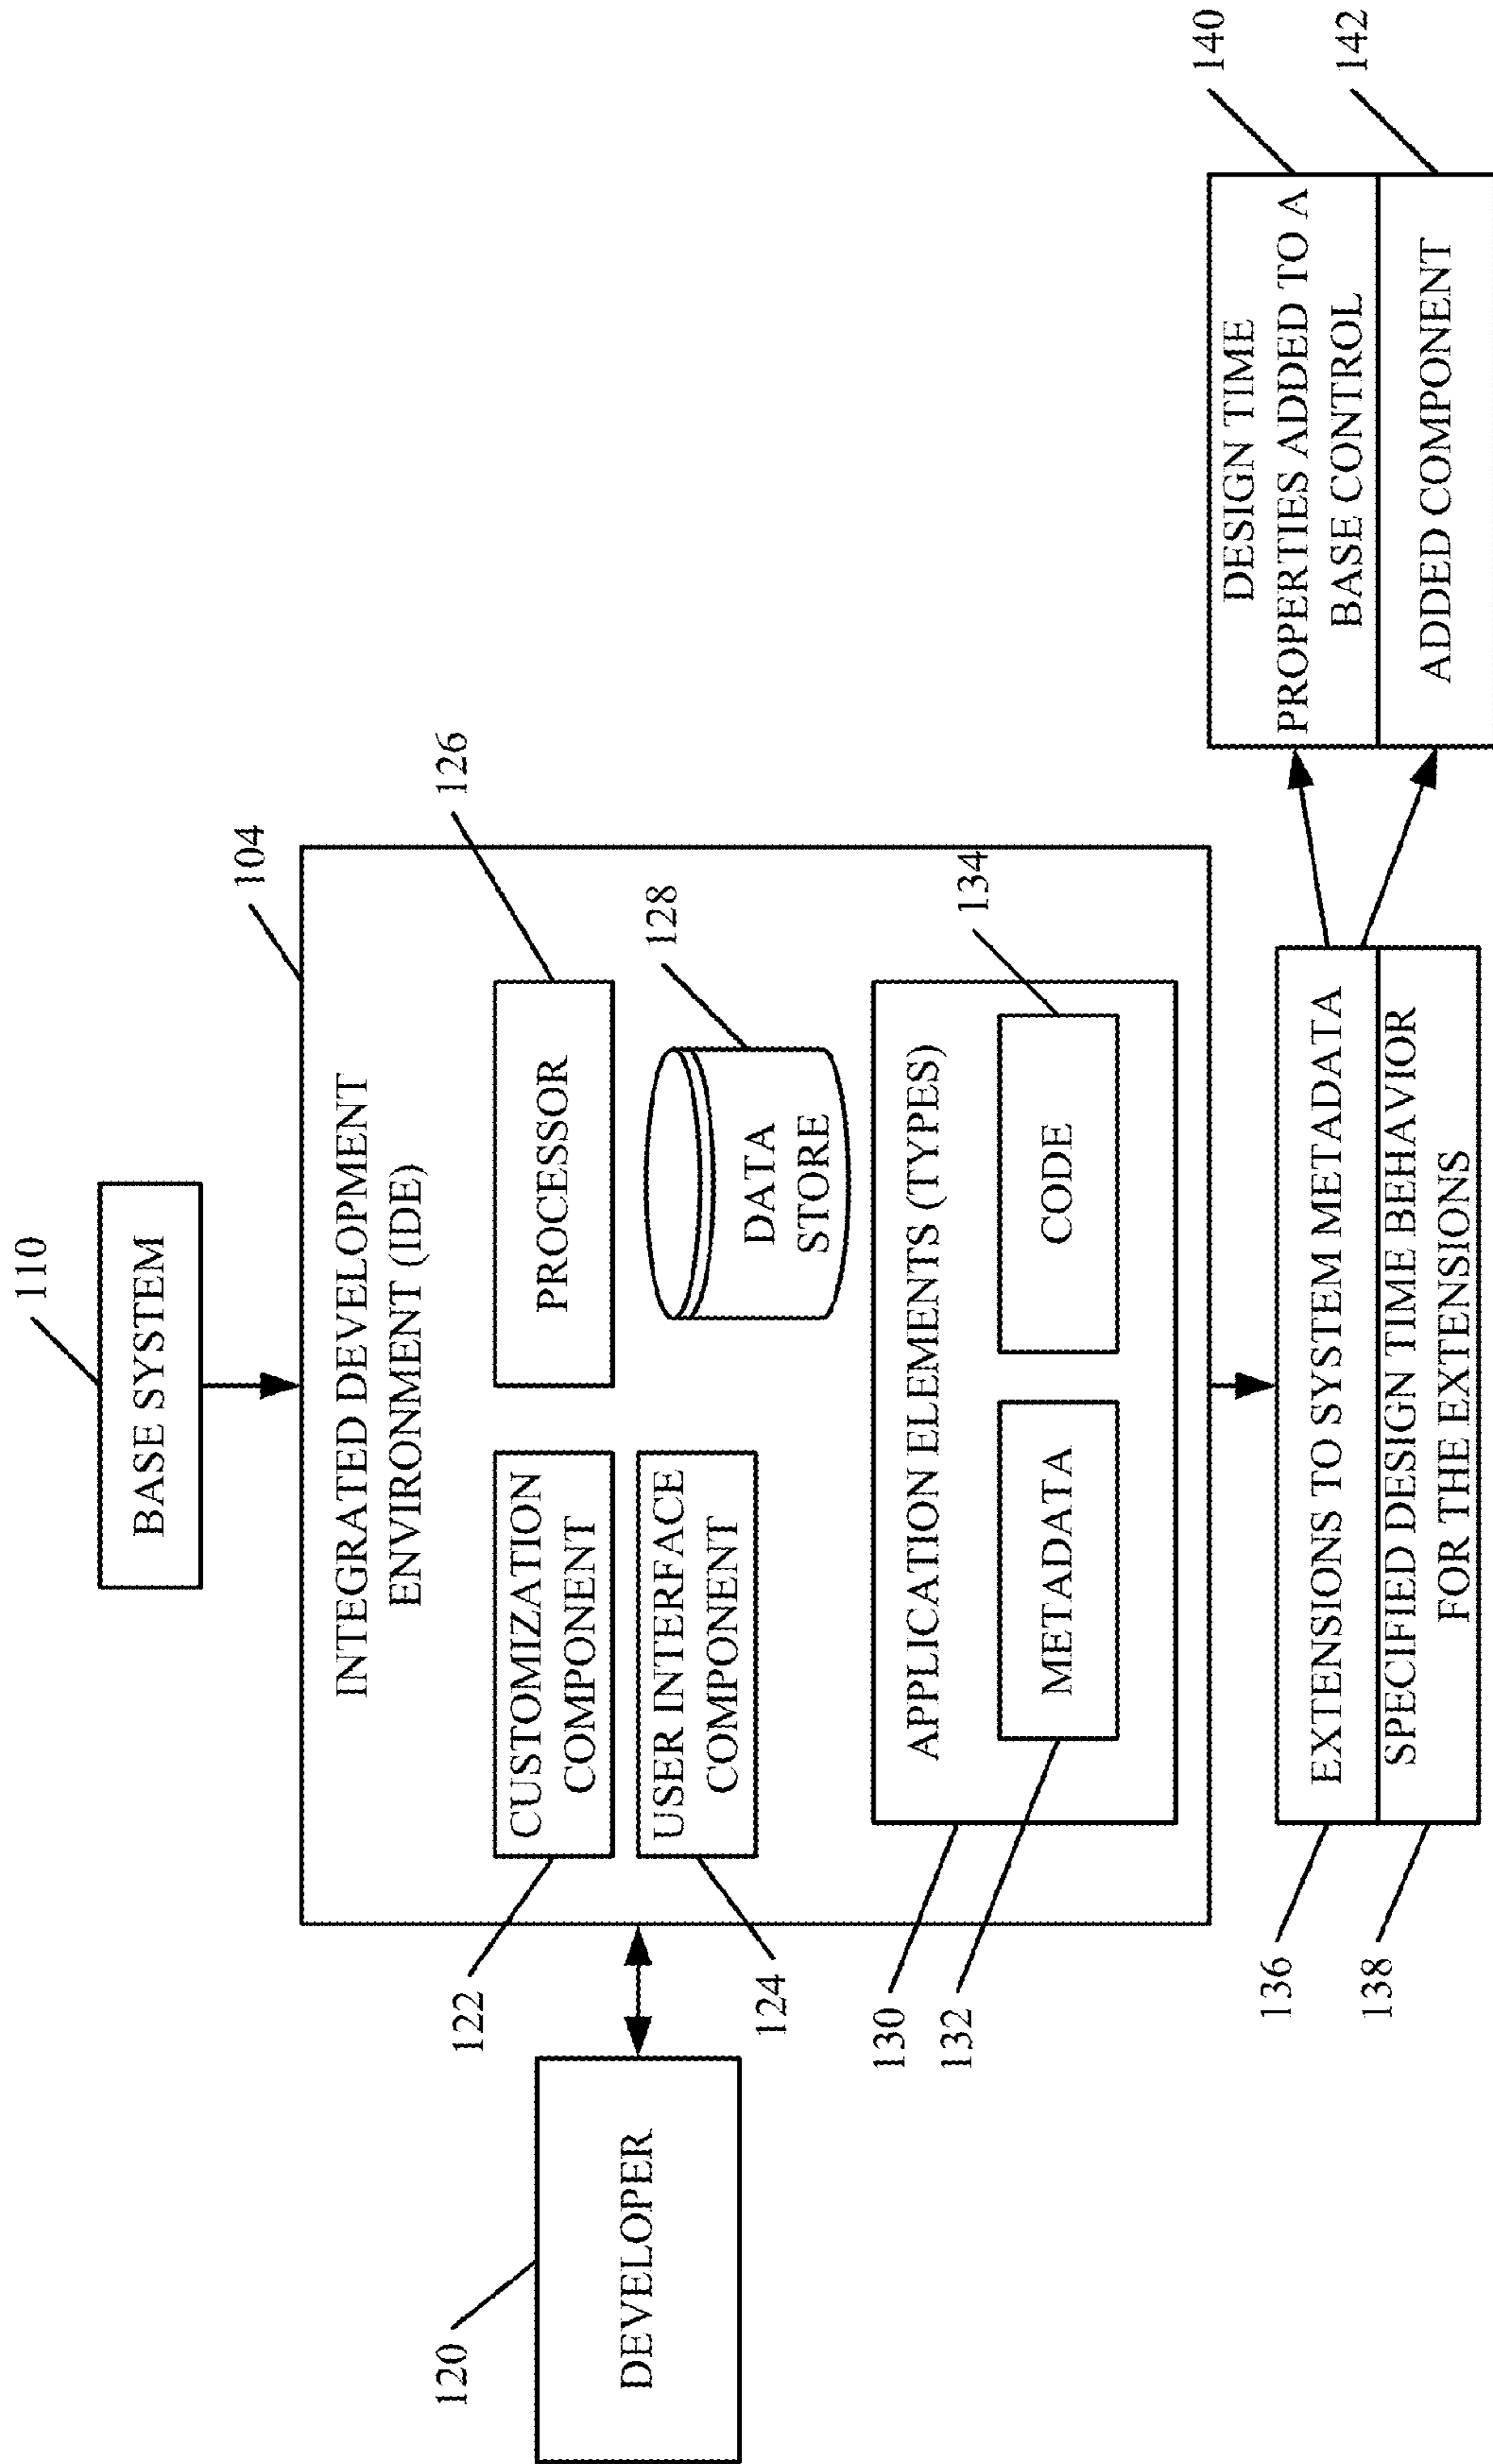 110
BASE SYSTEM
104
INTEGRATED DEVELOPMENT
ENVIRONMENT (IDE)
120
DEVELOPER
122
CUSTOMIZATION
COMPONENT
124
USER INTERFACE
COMPONENT
126
PROCESSOR
128
DATA
STORE
130
APPLICATION ELEMENTS (TYPES)
132
METADATA
134
CODE
136
EXTENSIONS TO SYSTEM METADATA
138
SPECIFIED DESIGN TIME BEHAVIOR
FOR THE EXTENSIONS
140
DESIGN TIME
PROPERTIES ADDED TO A
BASE CONTROL
142
ADDED COMPONENT